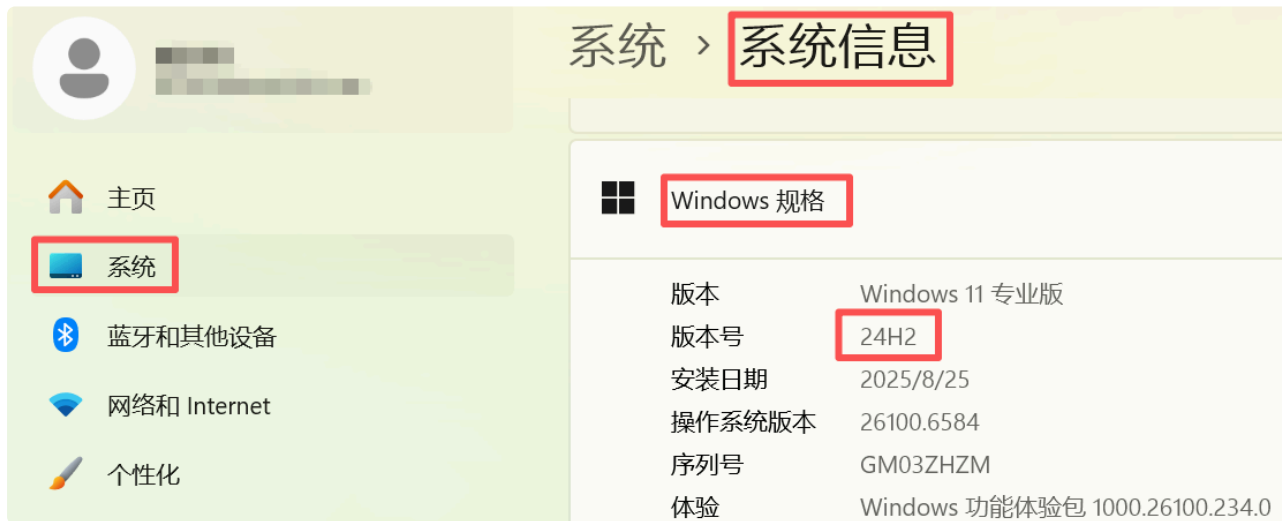 系统 › 系统信息
主页
系统
蓝牙和其他设备
网络和 Internet
个性化
Windows 规格
版本 Windows 11 专业版
版本号 24H2
安装日期 2025/8/25
操作系统版本 26100.6584
序列号 GM03ZHZM
体验 Windows 功能体验包 1000.26100.234.0